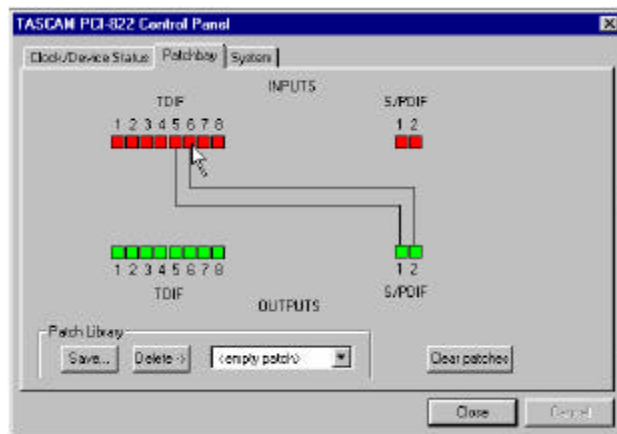 TASCAM PCI-822 Control Panel
Clock/Device Status Patchbay System
INPUTS
TDIF S/PDIF
1 2 3 4 5 6 7 8 1 2
1 2 3 4 5 6 7 8 1 2
TDIF S/PDIF
OUTPUTS
Patch Library
Save... Delete -> <empty patch> Clear patches
Close Cancel